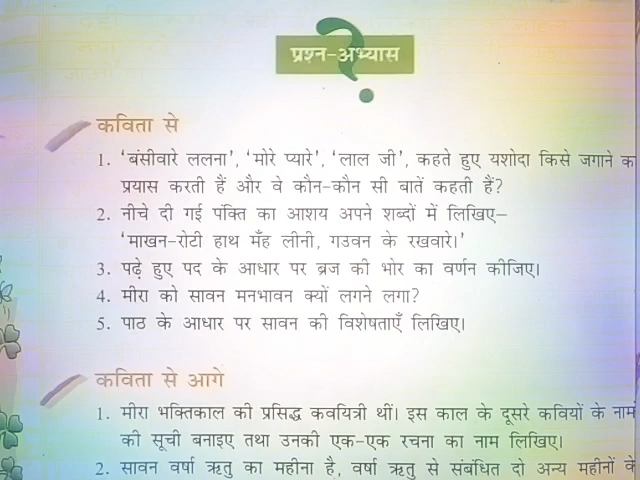 प्रश्न-अभ्यास
कविता से
1. ‘बंसीवारे ललना’, ‘मोरे प्यारे’, ‘लाल जी’, कहते हुए यशोदा किसे जगाने का
प्रयास करती हैं और वे कौन-कौन सी बातें कहती हैं?
2. नीचे दी गई पंक्ति का आशय अपने शब्दों में लिखिए–
‘माखन-रोटी हाथ मँह लीनी, गउवन के रखवारे।’
3. पढ़े हुए पद के आधार पर ब्रज की भोर का वर्णन कीजिए।
4. मीरा को सावन मनभावन क्यों लगने लगा?
5. पाठ के आधार पर सावन की विशेषताएँ लिखिए।
कविता से आगे
1. मीरा भक्तिकाल की प्रसिद्ध कवयित्री थीं। इस काल के दूसरे कवियों के नामों
की सूची बनाइए तथा उनकी एक-एक रचना का नाम लिखिए।
2. सावन वर्षा ऋतु का महीना है, वर्षा ऋतु से संबंधित दो अन्य महीनों के